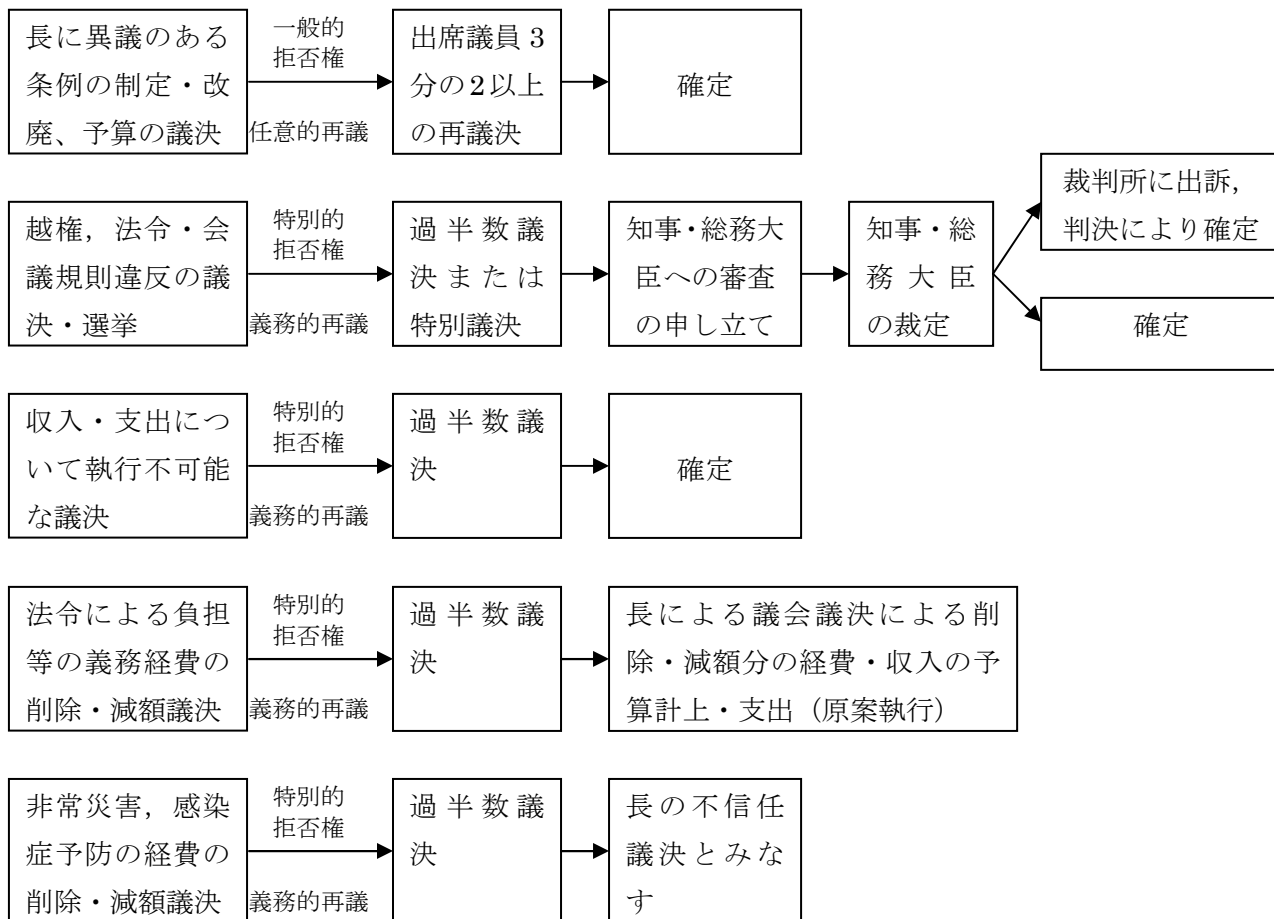 長に異議のある
条例の制定・改
廃、予算の議決
一般的
拒否権
任意的再議
出席議員3
分の2以上
の再議決
確定
越権，法令・会
議規則違反の議
決・選挙
特別的
拒否権
義務的再議
過半数議
決または
特別議決
知事・総務大
臣への審査
の申し立て
知事・総
務大臣
の裁定
裁判所に出訴，
判決により確定
確定
収入・支出につ
いて執行不可能
な議決
特別的
拒否権
義務的再議
過半数議
決
確定
法令による負担
等の義務経費の
削除・減額議決
特別的
拒否権
義務的再議
過半数議
決
長による議会議決による削
除・減額分の経費・収入の予
算計上・支出（原案執行）
非常災害，感染
症予防の経費の
削除・減額議決
特別的
拒否権
義務的再議
過半数議
決
長の不信任
議決とみな
す